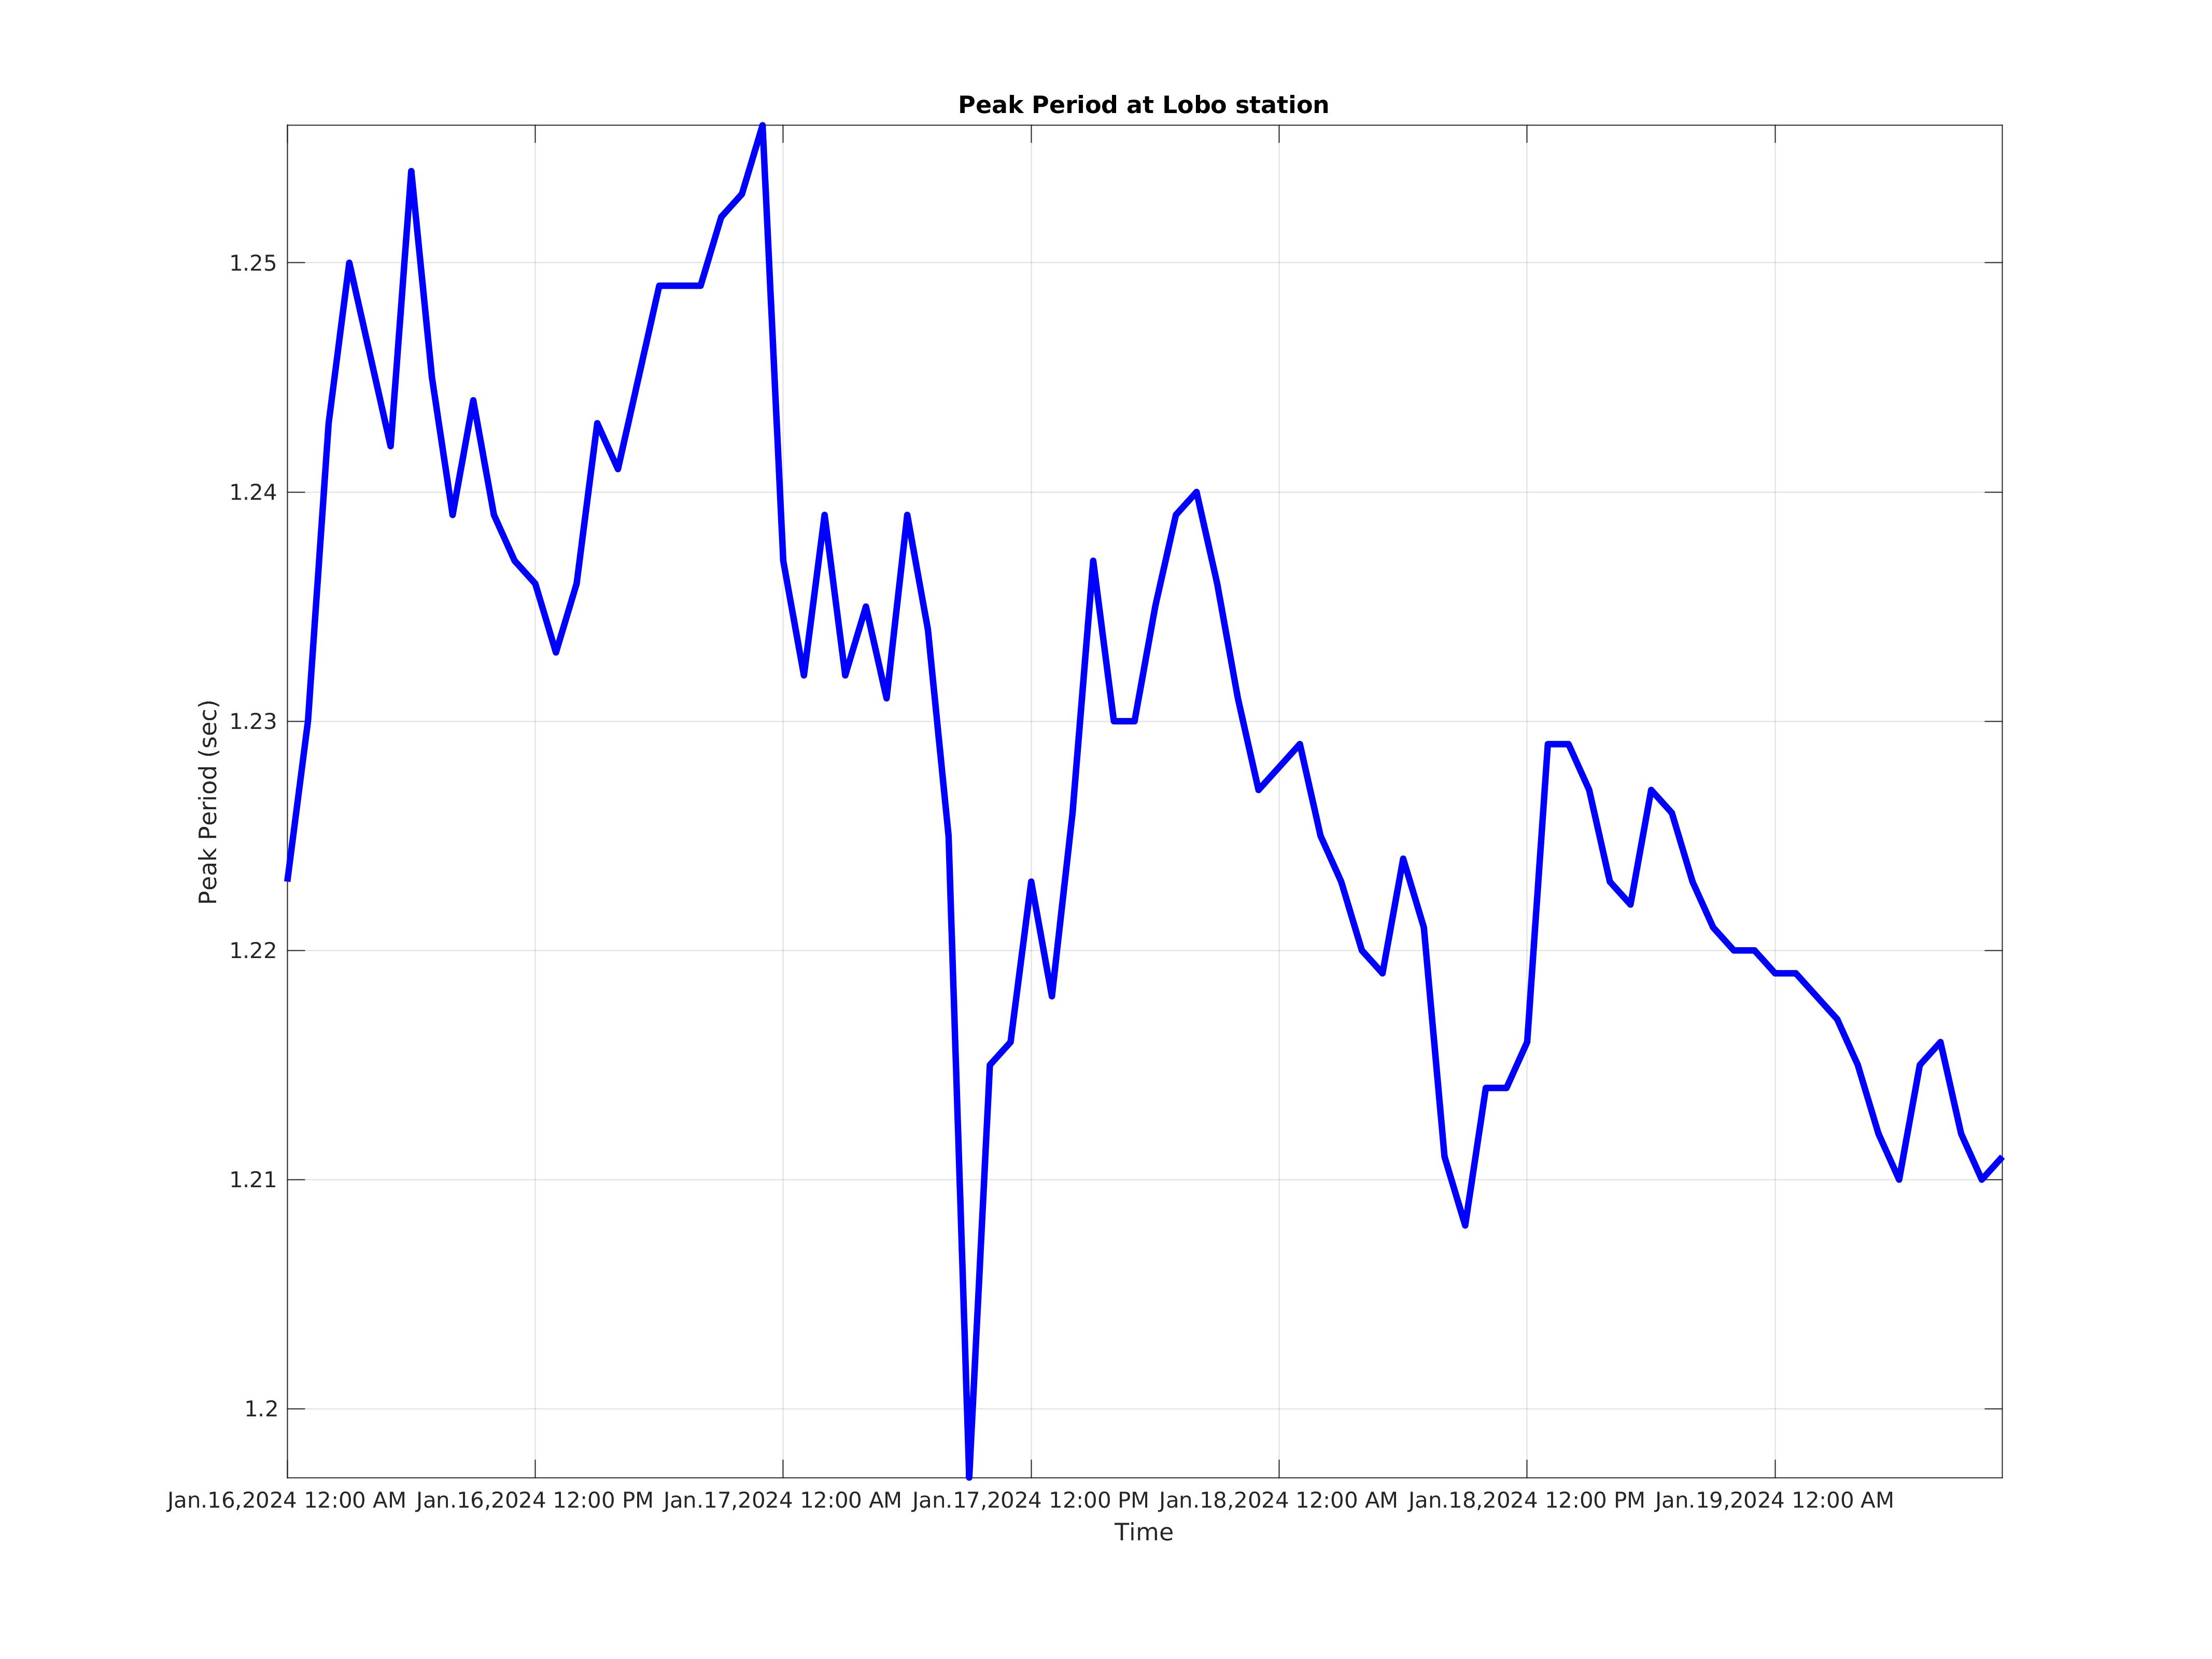 Peak Period at Lobo station
1.25
1.24
1.23
1.22
1.21
1.2
Peak Period (sec)
Jan.16,2024 12:00 AM Jan.16,2024 12:00 PM Jan.17,2024 12:00 AM Jan.17,2024 12:00 PM Jan.18,2024 12:00 AM Jan.18,2024 12:00 PM Jan.19,2024 12:00 AM
Time